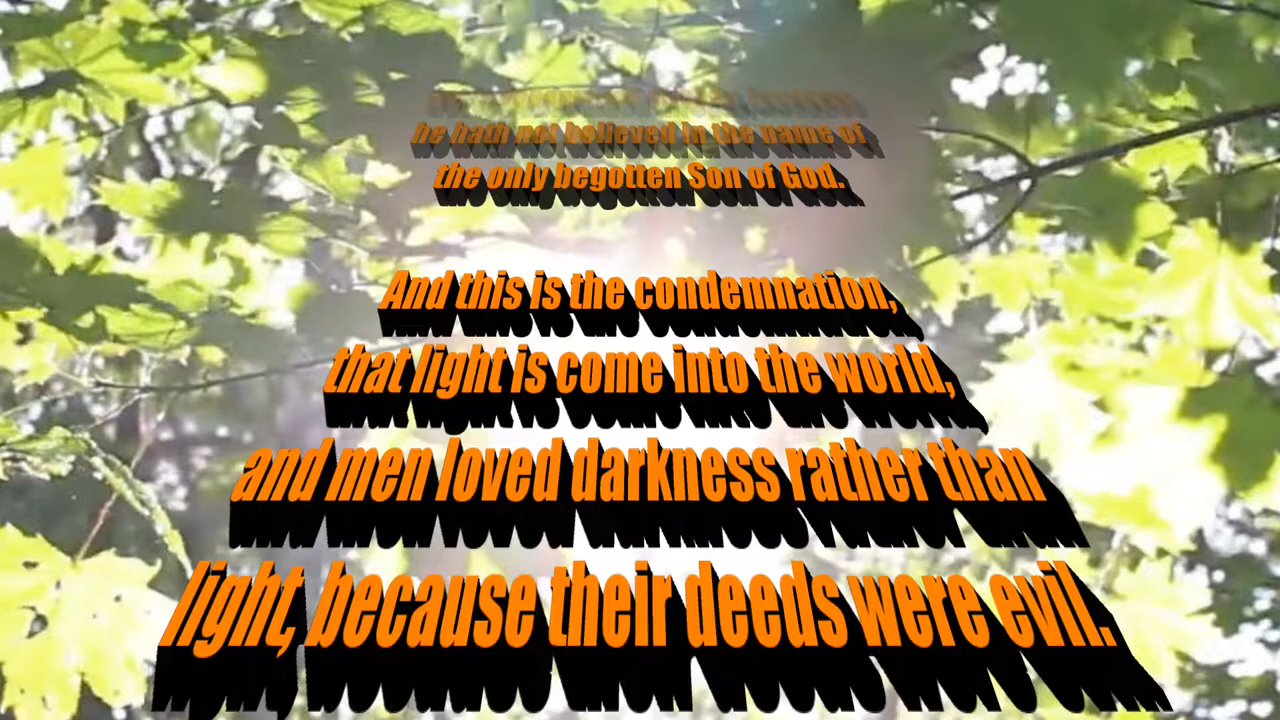 he hath not believed in the name of
the only begotten Son of God.
And this is the condemnation,
that light is come into the world,
and men loved darkness rather than
light, because their deeds were evil.